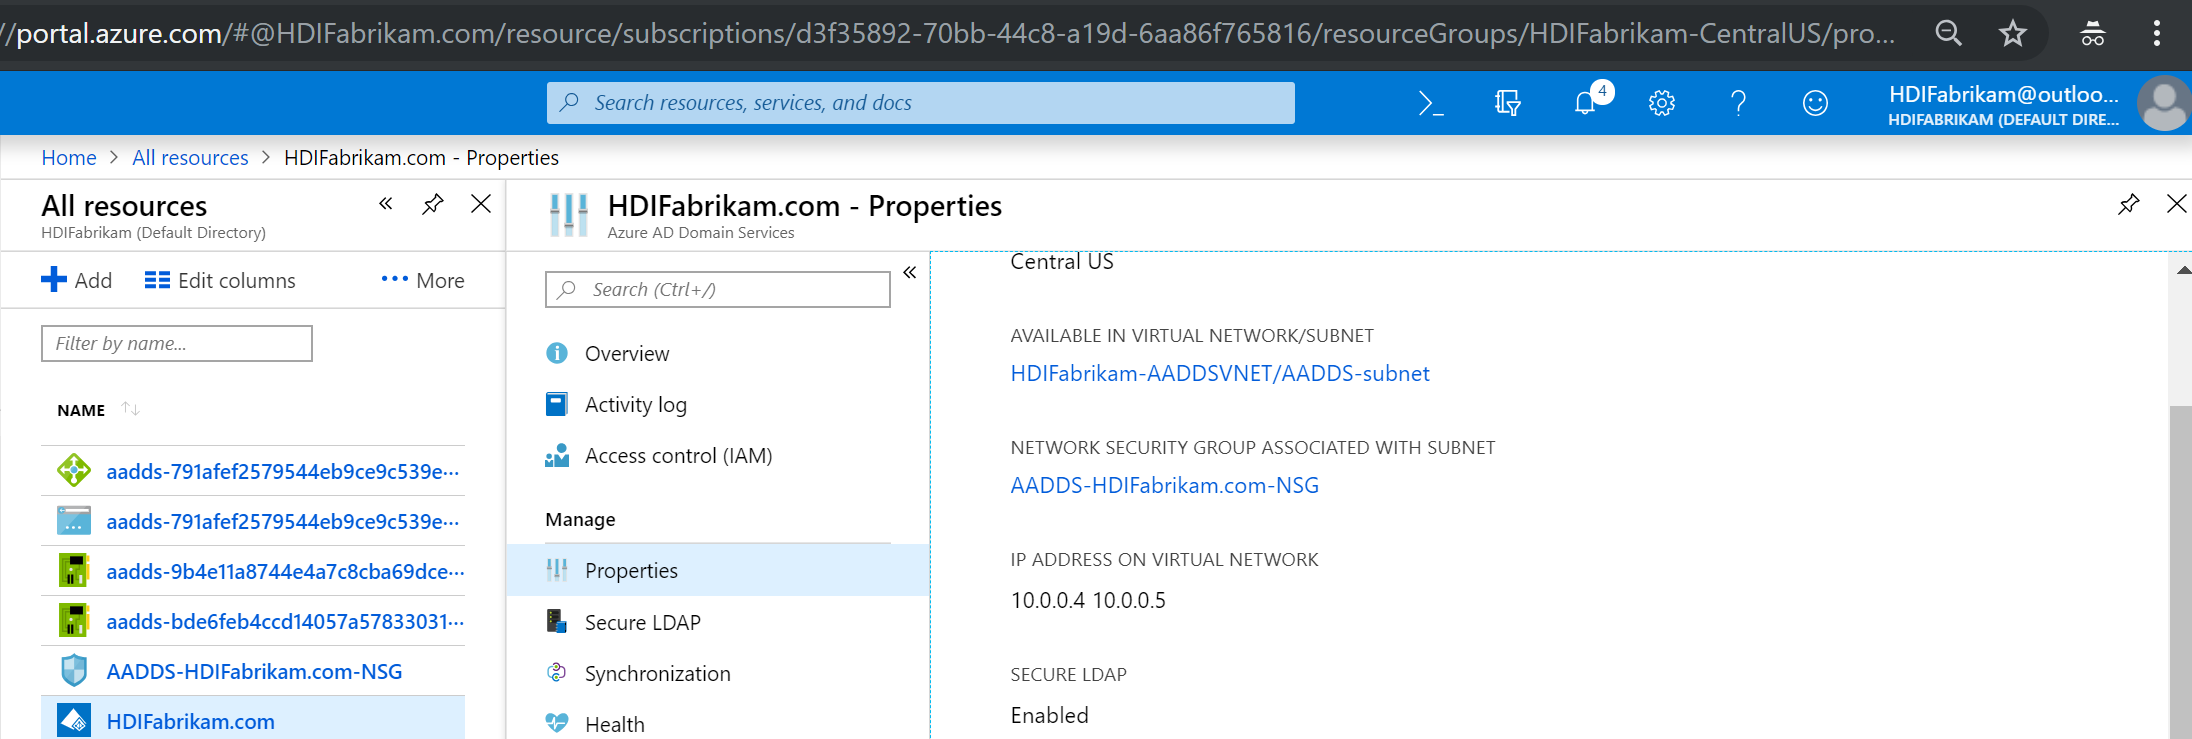 //portal.azure.com/#@HDIFabrikam.com/resource/subscriptions/d3f35892-70bb-44c8-a19d-6aa86f765816/resourceGroups/HDIFabrikam-CentralUS/pro...
Search resources, services, and docs
4
HDIFabrikam@outloo...
HDIFABRIKAM (DEFAULT DIRE...
Home > All resources > HDIFabrikam.com - Properties
All resources
HDIFabrikam (Default Directory)
Add
Edit columns
More
Filter by name...
NAME
aadds-791afef2579544eb9ce9c539e...
aadds-791afef2579544eb9ce9c539e...
aadds-9b4e11a8744e4a7c8cba69dce...
aadds-bde6feb4ccd14057a57833031...
AADDS-HDIFabrikam.com-NSG
HDIFabrikam.com
HDIFabrikam.com - Properties
Azure AD Domain Services
Search (Ctrl+/)
Overview
Activity log
Access control (IAM)
Manage
Properties
Secure LDAP
Synchronization
Health
Central US
AVAILABLE IN VIRTUAL NETWORK/SUBNET
HDIFabrikam-AADDSVNET/AADDS-subnet
NETWORK SECURITY GROUP ASSOCIATED WITH SUBNET
AADDS-HDIFabrikam.com-NSG
IP ADDRESS ON VIRTUAL NETWORK
10.0.0.4 10.0.0.5
SECURE LDAP
Enabled